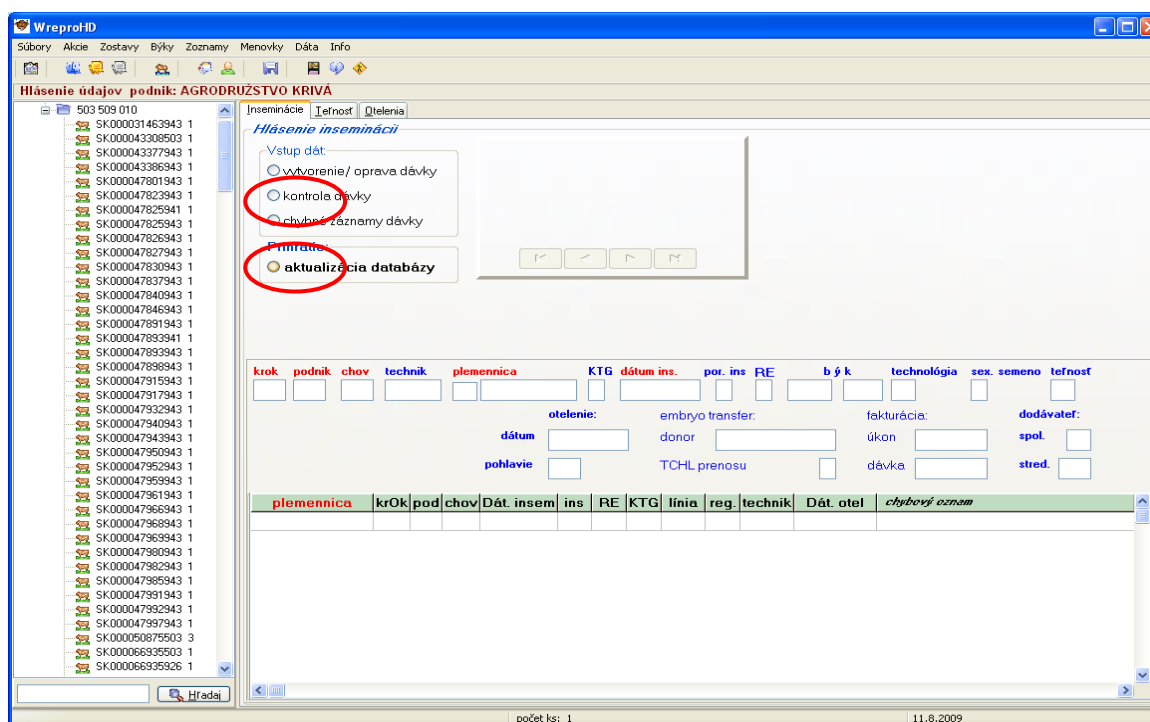 WreproHD
Súbory Akcie Zostavy Býky Zoznamy Menovky Dáta Info
Hlásenie údajov podnik: AGRODRUŽSTVO KRIVÁ
503 509 010
SK000031463943 1
SK000043308503 1
SK000043377943 1
SK000043386943 1
SK000047801943 1
SK000047823943 1
SK000047825941 1
SK000047825943 1
SK000047826943 1
SK000047827943 1
SK000047830943 1
SK000047837943 1
SK000047840943 1
SK000047846943 1
SK000047891943 1
SK000047893941 1
SK000047893943 1
SK000047898943 1
SK000047915943 1
SK000047917943 1
SK000047932943 1
SK000047940943 1
SK000047943943 1
SK000047950943 1
SK000047952943 1
SK000047959943 1
SK000047961943 1
SK000047966943 1
SK000047968943 1
SK000047969943 1
SK000047980943 1
SK000047982943 1
SK000047985943 1
SK000047991943 1
SK000047992943 1
SK000047997943 1
SK000050875503 3
SK000066935503 1
SK000066935926 1
Hľadaj
Inseminácie Teľnosť Otelenia
Hlásenie inseminácií
Vstup dát:
vytvorenie/ oprava dávky
kontrola dávky
chybné záznamy dávky
aktualizácia databázy
krok podnik chov technik plemennica KTG dátum ins. por. ins RE b ý k technológia sex. semeno teľnosť
otelenie: embryo transfer: fakturácia: dodávateľ:
dátum donor úkon spol.
pohlavie TCHL prenosu dávka stred.
plemennica krOk pod chov Dát. insem ins RE KTG línia reg. technik Dát. otel chybový oznam
počet ks: 1 11.8.2009